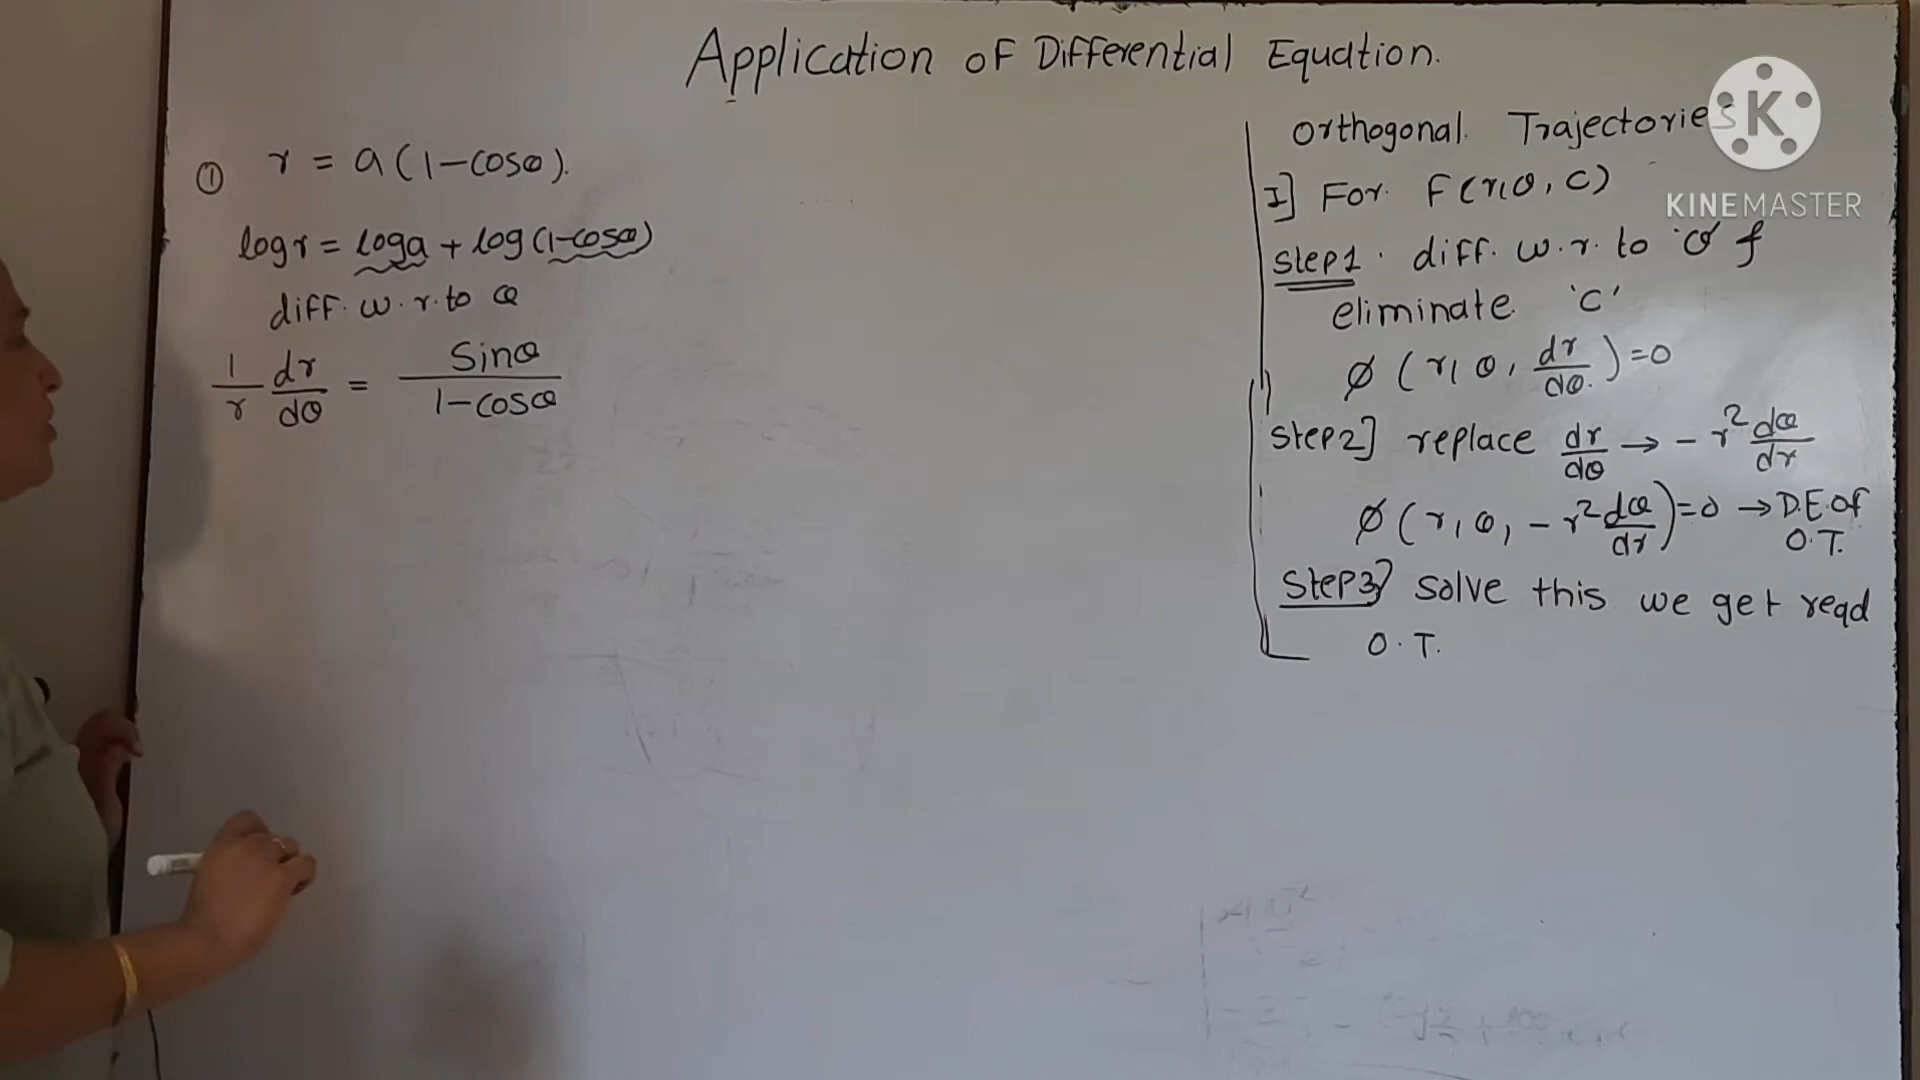 Application of Differential Equation.
① r = a(1-cosθ).
logr = loga + log(1-cosθ)
diff. w.r.to θ
1/r dr/dθ = Sinθ/1-cosθ
Orthogonal Trajectories
I] For F(r,θ,c)
Step1. diff. w.r.to 'θ' &
eliminate 'c'
ø(r, θ, dr/dθ.)=0
Step2] replace dr/dθ → -r² dθ/dr
ø(r, θ, -r² dθ/dr)=0 → D.E of
O.T.
Step3] solve this we get reqd
O.T.
K
KINEMASTER